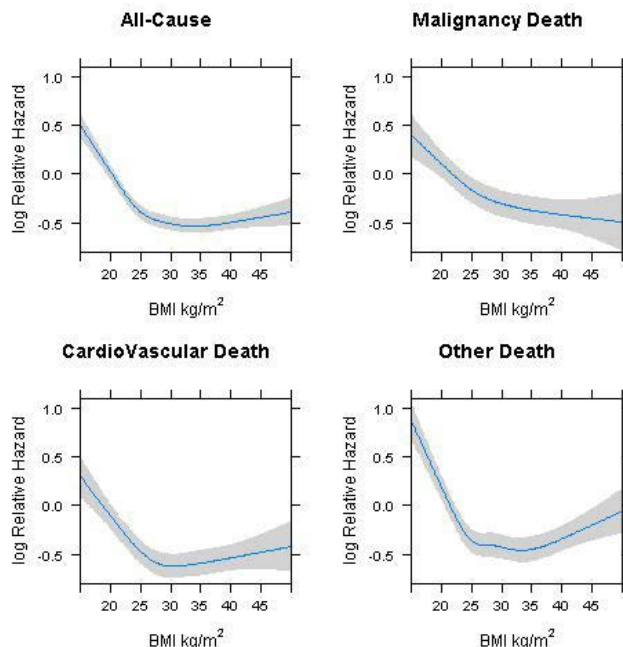 All-Cause
Malignancy Death
1.0
0.5
0.0
-0.5
log Relative Hazard
20 25 30 35 40 45
BMI kg/m²
1.0
0.5
0.0
-0.5
log Relative Hazard
20 25 30 35 40 45
BMI kg/m²
CardioVascular Death
Other Death
1.0
0.5
0.0
-0.5
log Relative Hazard
20 25 30 35 40 45
BMI kg/m²
1.0
0.5
0.0
-0.5
log Relative Hazard
20 25 30 35 40 45
BMI kg/m²